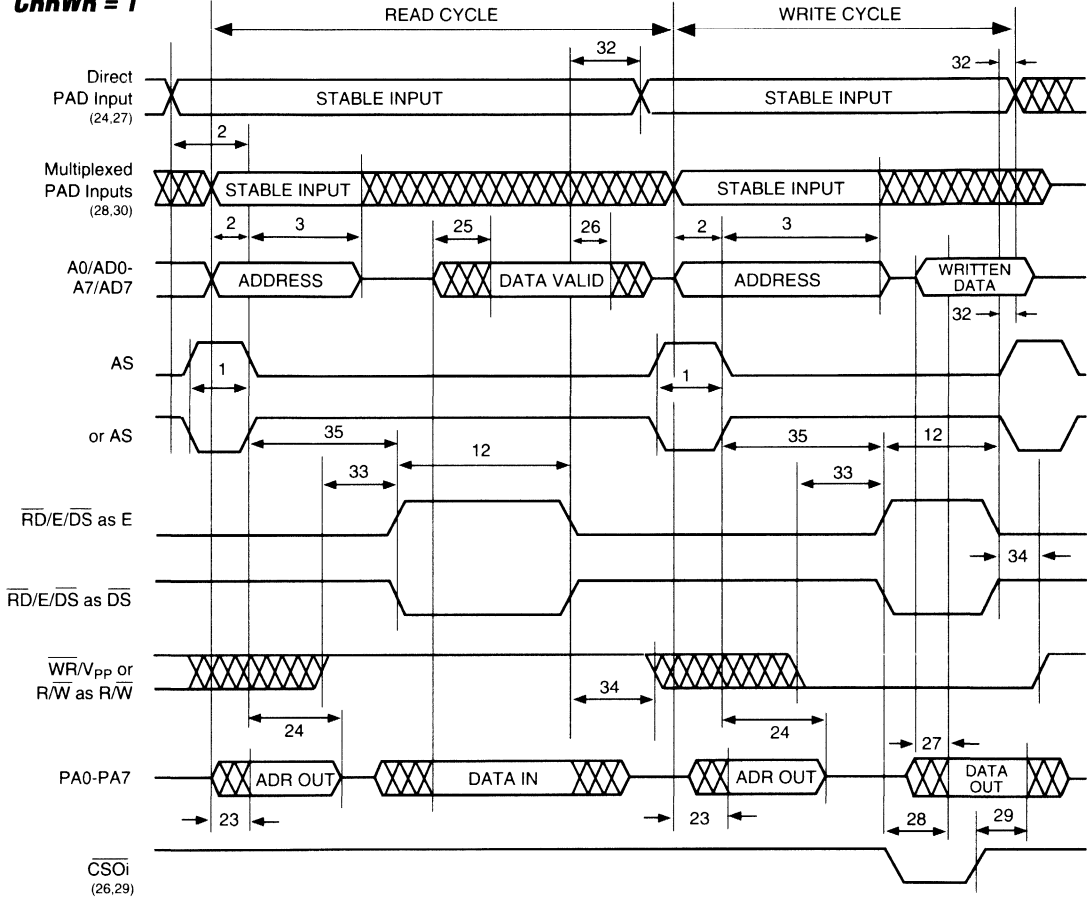 CRRWR = 1
READ CYCLE
WRITE CYCLE
32
32
Direct
PAD Input
(24,27)
STABLE INPUT
STABLE INPUT
2
Multiplexed
PAD Inputs
(28,30)
STABLE INPUT
STABLE INPUT
2
3
25
26
2
3
A0/AD0-
A7/AD7
ADDRESS
DATA VALID
ADDRESS
WRITTEN
DATA
32
AS
1
1
or AS
35
12
35
12
33
33
RD/E/DS as E
34
RD/E/DS as DS
WR/VPP or
R/W as R/W
34
24
24
27
PA0-PA7
ADR OUT
DATA IN
ADR OUT
DATA
OUT
23
23
28
29
CSOi
(26,29)